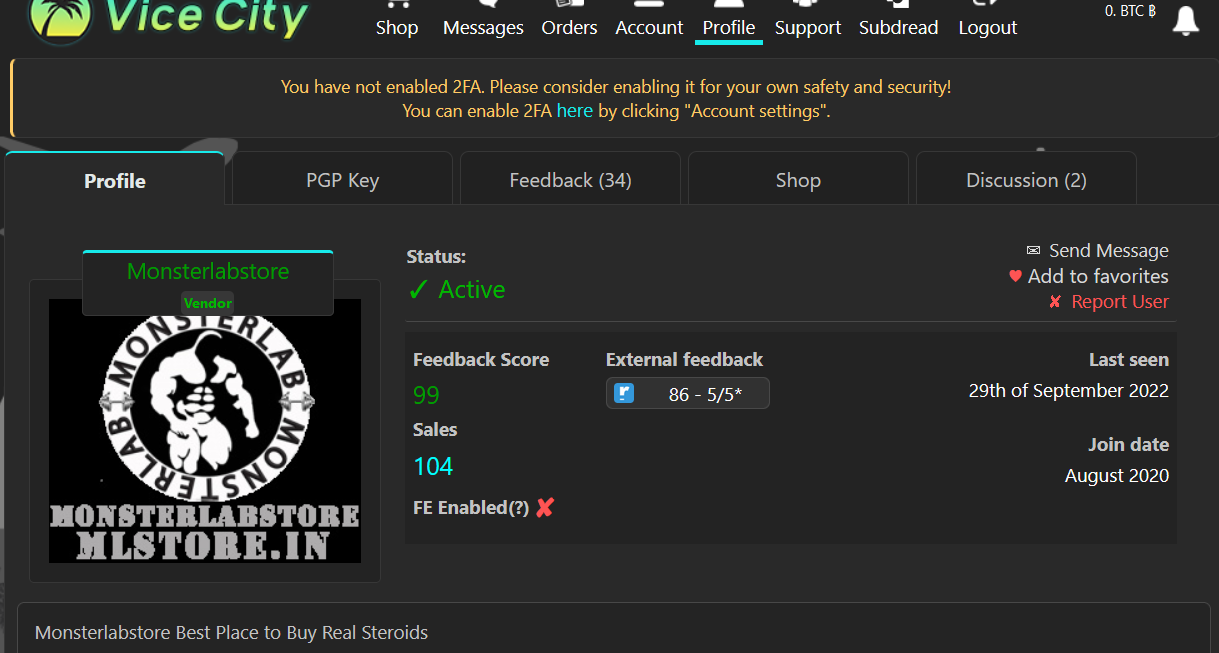 Vice City
Shop Messages Orders Account Profile Support Subdread Logout
0. BTC ฿
You have not enabled 2FA. Please consider enabling it for your own safety and security!
You can enable 2FA here by clicking "Account settings".
Profile PGP Key Feedback (34) Shop Discussion (2)
Monsterlabstore
Vendor
MONSTERLAB MONSTERLAB
MONSTERLABSTORE
MLSTORE.IN
Status:
✓ Active
✉ Send Message
♥ Add to favorites
✘ Report User
Feedback Score
99
Sales
104
FE Enabled(?) ✘
External feedback
r 86 - 5/5*
Last seen
29th of September 2022
Join date
August 2020
Monsterlabstore Best Place to Buy Real Steroids